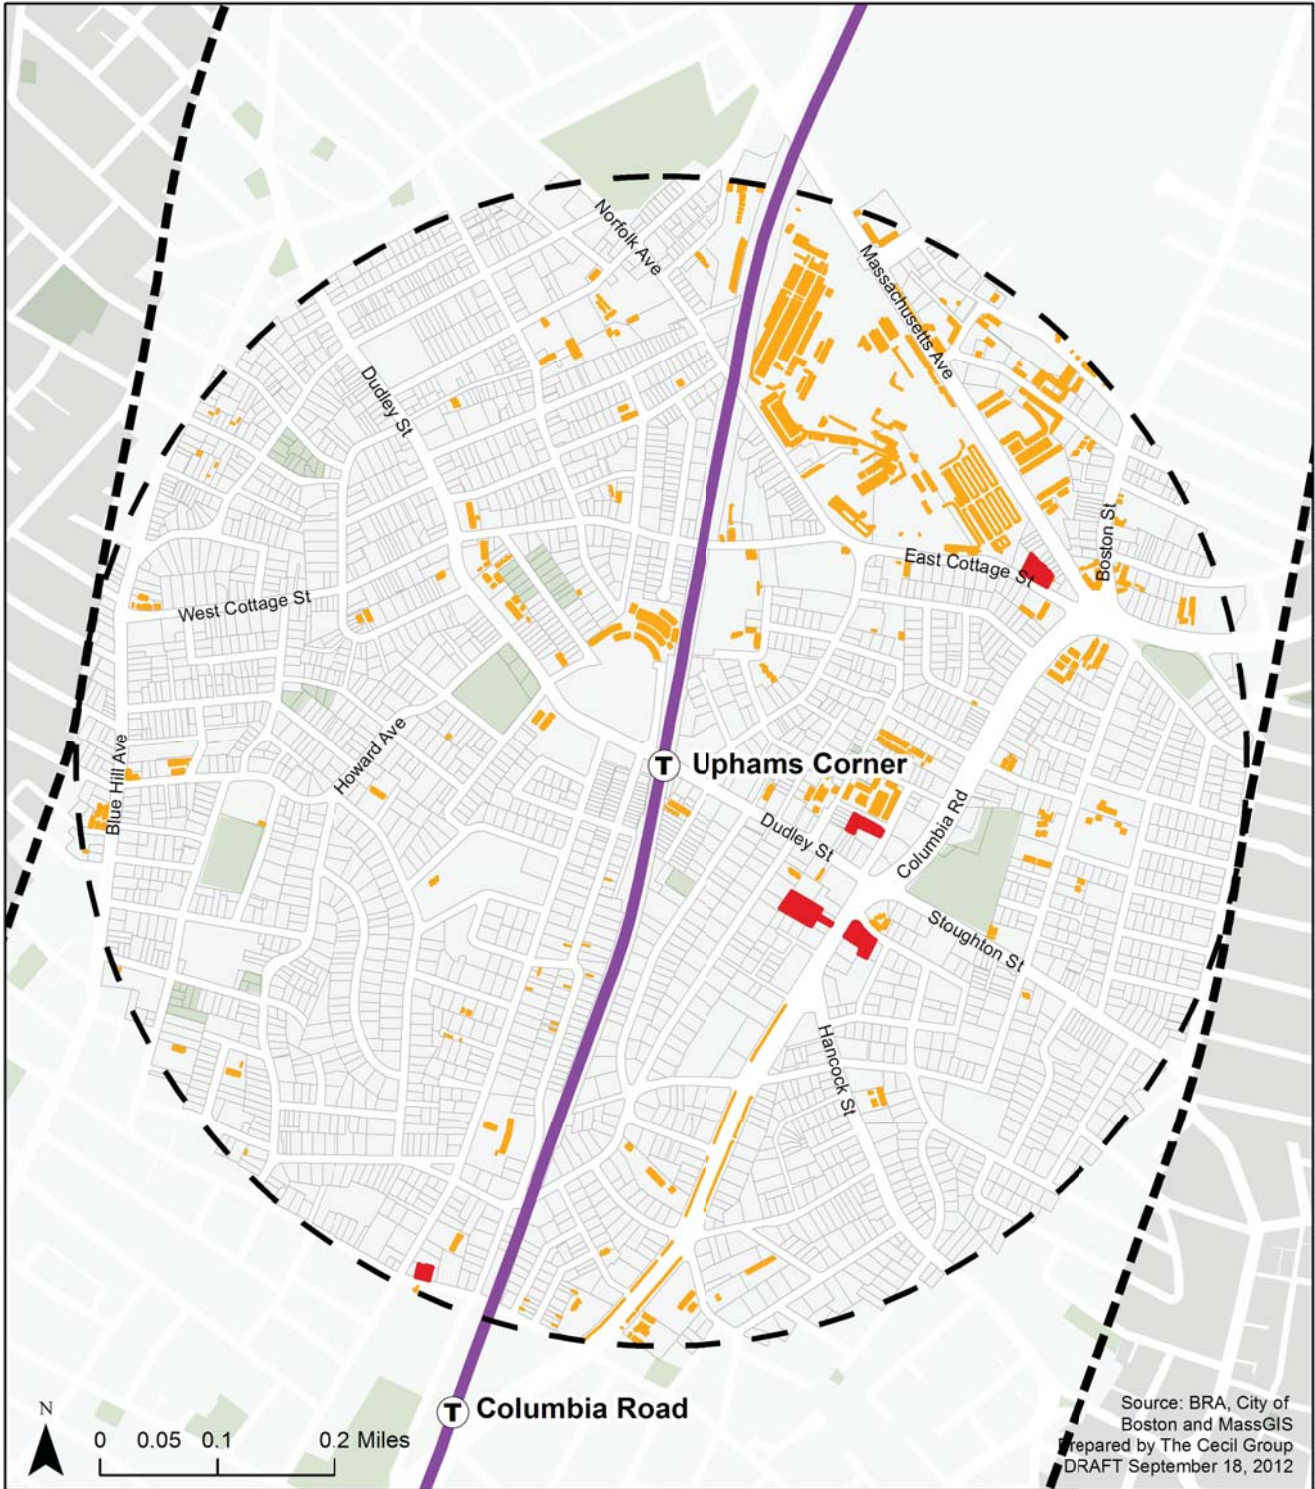 Norfolk Ave
Massachusetts Ave
Dudley St
Boston St
East Cottage St
West Cottage St
Howard Ave
Blue Hill Ave
T Uphams Corner
Dudley St
Columbia Rd
Stoughton St
Hancock St
T Columbia Road
N
0 0.05 0.1 0.2 Miles
Source: BRA, City of
Boston and MassGIS
Prepared by The Cecil Group
DRAFT September 18, 2012